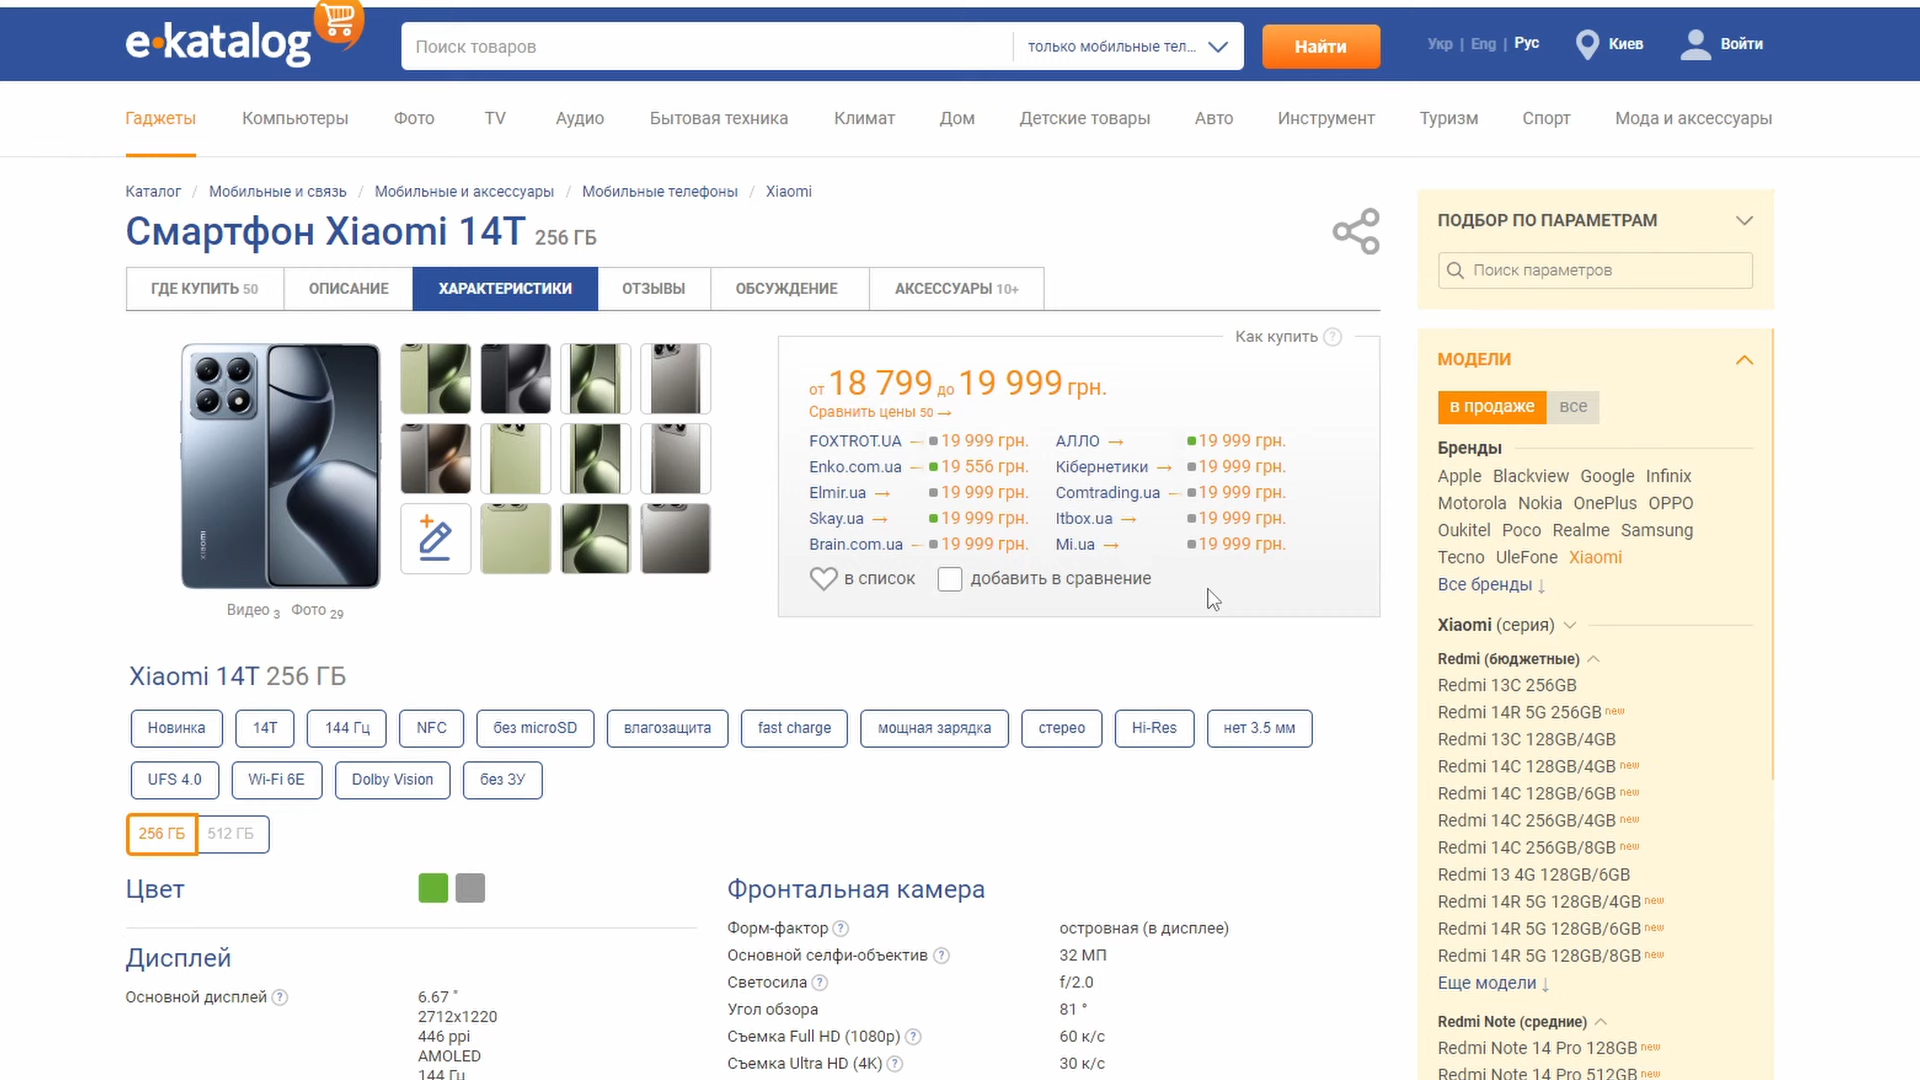 e·katalog
Поиск товаров
только мобильные тел...
Найти
Укр | Eng | Рус
Киев
Войти
Гаджеты
Компьютеры
Фото
TV
Аудио
Бытовая техника
Климат
Дом
Детские товары
Авто
Инструмент
Туризм
Спорт
Мода и аксессуары
Каталог / Мобильные и связь / Мобильные и аксессуары / Мобильные телефоны / Xiaomi
Смартфон Xiaomi 14T 256 ГБ
ГДЕ КУПИТЬ 50
ОПИСАНИЕ
ХАРАКТЕРИСТИКИ
ОТЗЫВЫ
ОБСУЖДЕНИЕ
АКСЕССУАРЫ 10+
xiaomi
Видео 3 Фото 29
Как купить ?
от 18 799 до 19 999 грн.
Сравнить цены 50 →
FOXTROT.UA → 19 999 грн.
АЛЛО → 19 999 грн.
Enko.com.ua → 19 556 грн.
Кібернетики → 19 999 грн.
Elmir.ua → 19 999 грн.
Comtrading.ua → 19 999 грн.
Skay.ua → 19 999 грн.
Itbox.ua → 19 999 грн.
Brain.com.ua → 19 999 грн.
Mi.ua → 19 999 грн.
в список
добавить в сравнение
Xiaomi 14T 256 ГБ
Новинка
14T
144 Гц
NFC
без microSD
влагозащита
fast charge
мощная зарядка
стерео
Hi-Res
нет 3.5 мм
UFS 4.0
Wi-Fi 6E
Dolby Vision
без ЗУ
256 ГБ
512 ГБ
Цвет
Дисплей
Основной дисплей ?
6.67 "
2712x1220
446 ppi
AMOLED
144 Гц
Фронтальная камера
Форм-фактор ? островная (в дисплее)
Основной селфи-объектив ? 32 МП
Светосила ? f/2.0
Угол обзора 81 °
Съемка Full HD (1080p) ? 60 к/с
Съемка Ultra HD (4K) ? 30 к/с
ПОДБОР ПО ПАРАМЕТРАМ
Поиск параметров
МОДЕЛИ
в продаже
все
Бренды
Apple Blackview Google Infinix
Motorola Nokia OnePlus OPPO
Oukitel Poco Realme Samsung
Tecno UleFone Xiaomi
Все бренды ↓
Xiaomi (серия)
Redmi (бюджетные)
Redmi 13C 256GB
Redmi 14R 5G 256GB new
Redmi 13C 128GB/4GB
Redmi 14C 128GB/4GB new
Redmi 14C 128GB/6GB new
Redmi 14C 256GB/4GB new
Redmi 14C 256GB/8GB new
Redmi 13 4G 128GB/6GB
Redmi 14R 5G 128GB/4GB new
Redmi 14R 5G 128GB/6GB new
Redmi 14R 5G 128GB/8GB new
Еще модели ↓
Redmi Note (средние)
Redmi Note 14 Pro 128GB new
Redmi Note 14 Pro 512GB new